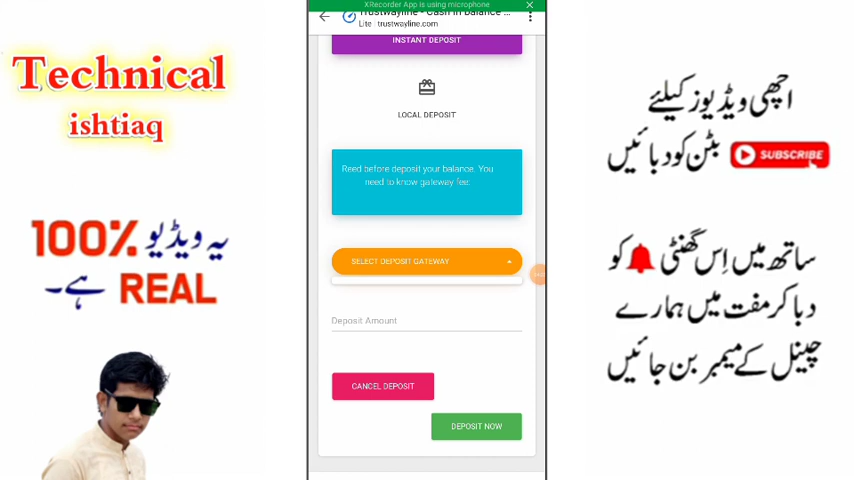 Technical
ishtiaq
یہ ویڈیو 100%
REAL ہے۔
XRecorder App is using microphone
Trustwayline - Cash in balance ...
Lite | trustwayline.com
INSTANT DEPOSIT
LOCAL DEPOSIT
Reed before deposit your balance. You
need to know gateway fee:
SELECT DEPOSIT GATEWAY
Deposit Amount
CANCEL DEPOSIT
DEPOSIT NOW
اچھی ویڈیوز کیلئے
SUBSCRIBE بٹن کو دبائیں
ساتھ میں اِس گھنٹی کو
دبا کر مفت میں ہمارے
چینل کے میمبر بن جائیں